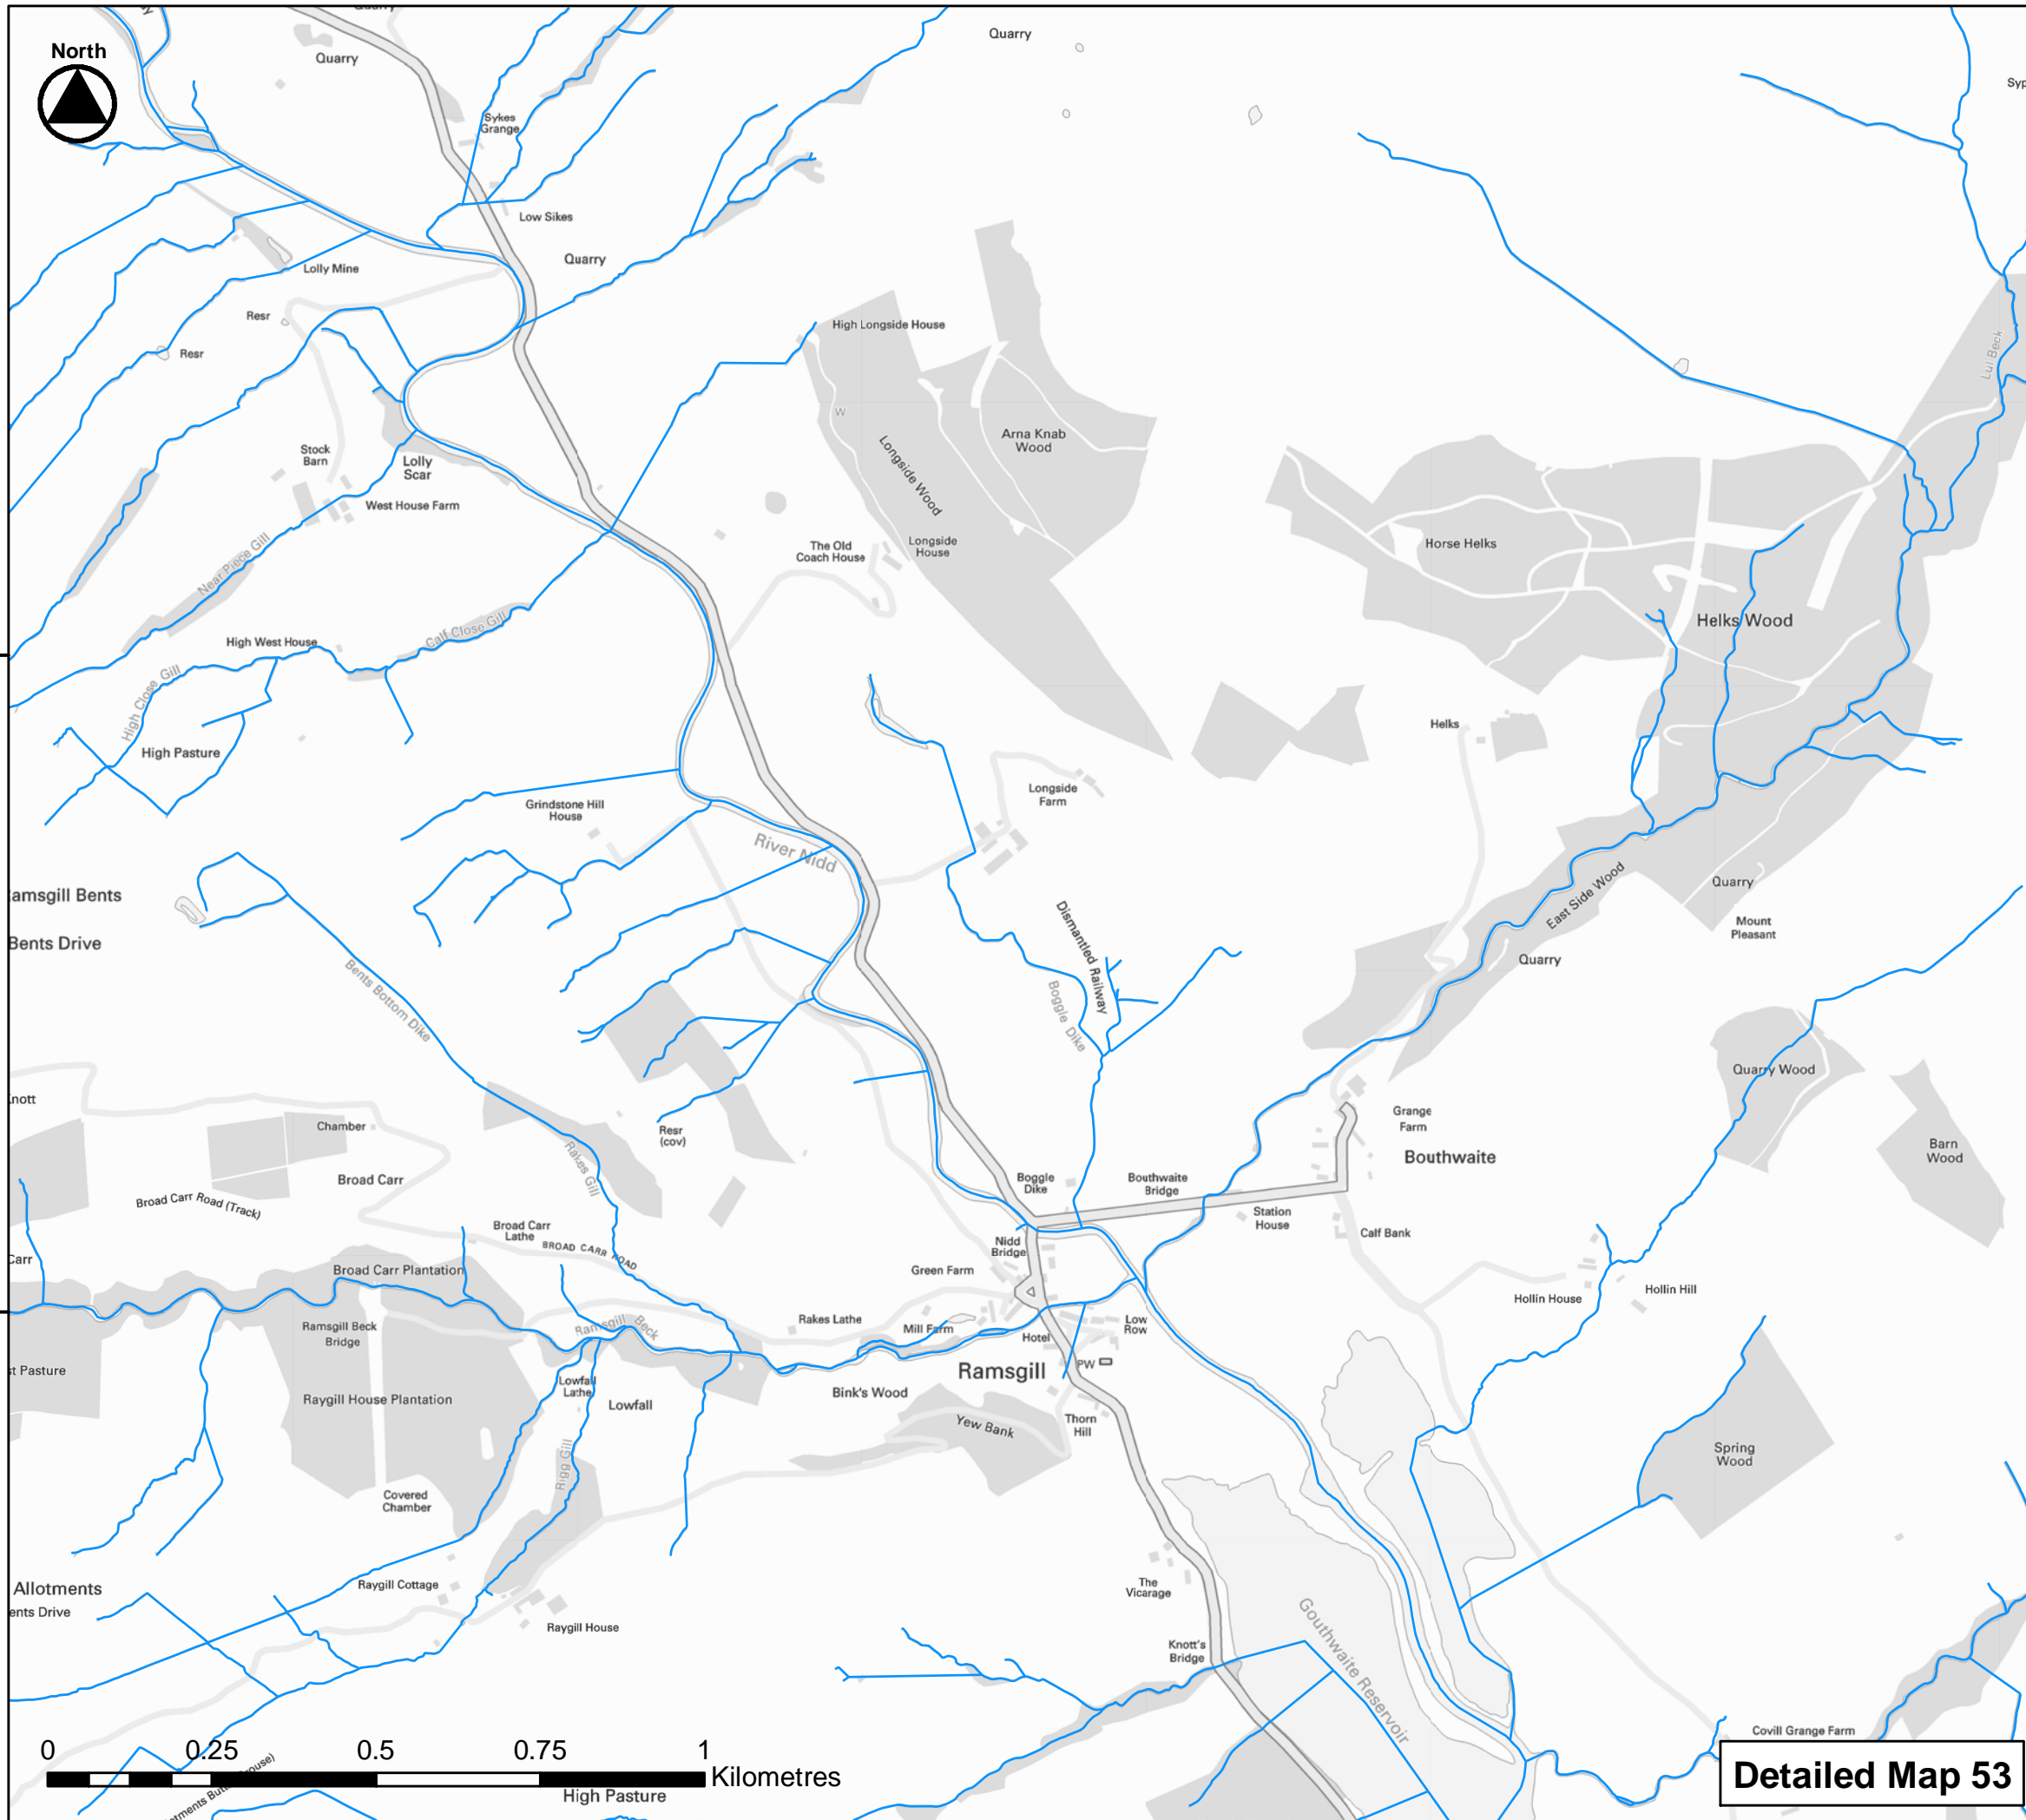 Quarry
North
Quarry
Quarry
Syp
Sykes
Grange
Low Sikes
Quarry
Lolly Mine
Resr
Resr
High Longside House
Lul Beck
W
Longside Wood
Arna Knab
Wood
Stock
Barn
Lolly
Scar
West House Farm
The Old
Coach House
Longside
House
Horse Helks
Near Piece Gill
Helks Wood
Calf Close Gill
High West House
High Close Gill
High Pasture
Helks
Longside
Farm
Grindstone Hill
House
River Nidd
Ramsgill Bents
Bents Drive
Quarry
East Side Wood
Mount
Pleasant
Quarry
Dismantled Railway
Boggle Dike
Bents Bottom Dike
Quarry Wood
Knott
Chamber
Resr
(cov)
Grange
Farm
Bouthwaite
Barn
Wood
Rakes Gill
Broad Carr
Broad Carr Road (Track)
Boggle
Dike
Bouthwaite
Bridge
Station
House
Calf Bank
Broad Carr
Lathe
BROAD CARR ROAD
Nidd
Bridge
Carr
Broad Carr Plantation
Green Farm
Hollin House
Hollin Hill
Ramsgill Beck
Bridge
Ramsgill Beck
Rakes Lathe
Mill Farm
Hotel
Low
Row
st Pasture
Ramsgill
PW
Lowfall
Lathe
Lowfall
Raygill House Plantation
Bink's Wood
Yew Bank
Thorn
Hill
Spring
Wood
Rigg Gill
Covered
Chamber
Allotments
ents Drive
Raygill Cottage
Raygill House
The
Vicarage
Gouthwaite Reservoir
Knott's
Bridge
Covill Grange Farm
0 0.25 0.5 0.75 1
Kilometres
High Pasture
Detailed Map 53